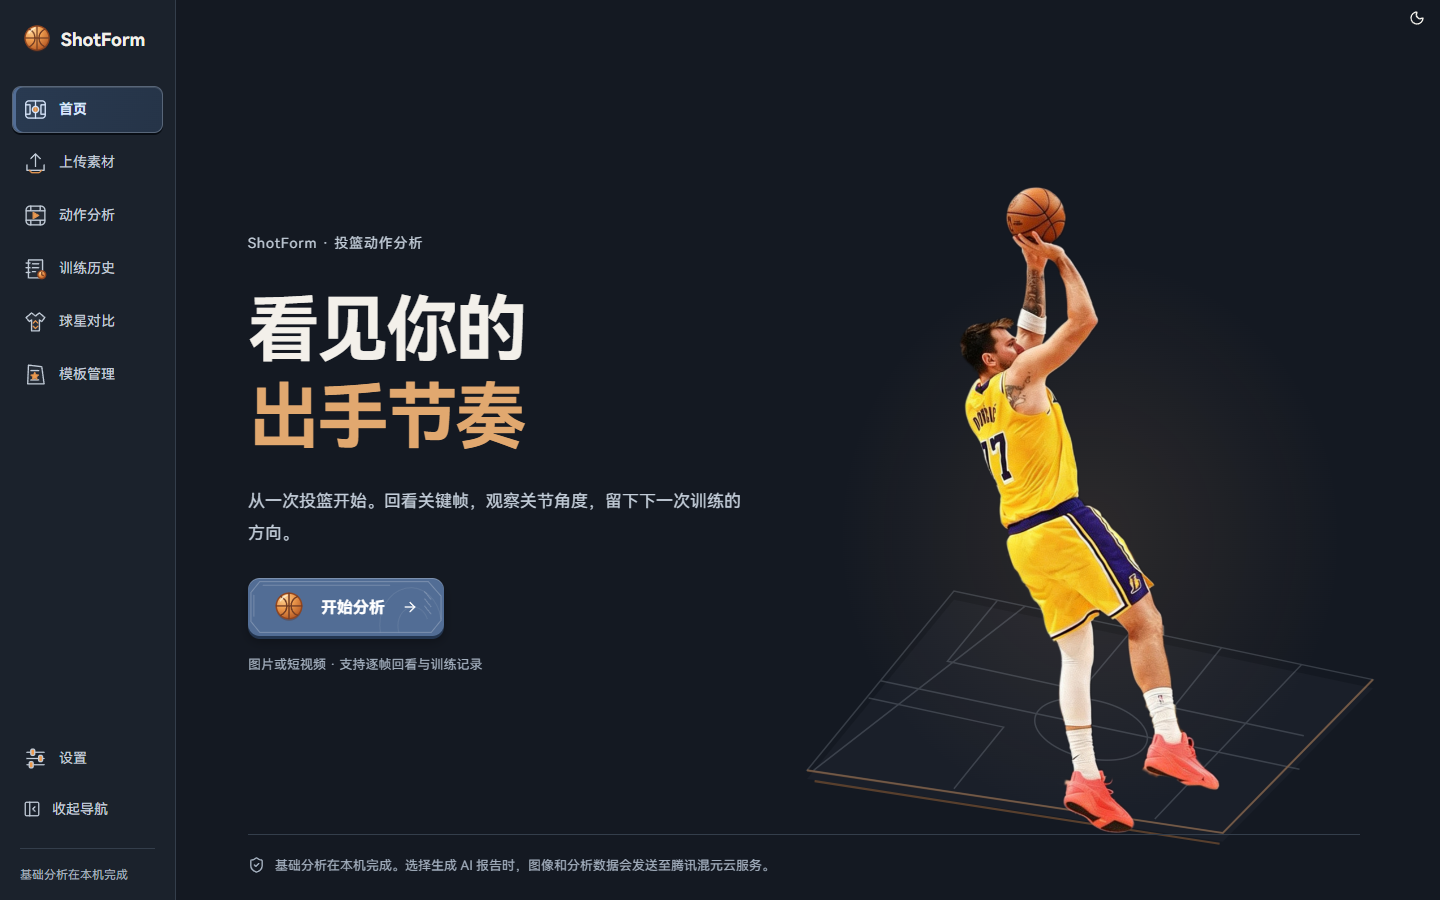 ShotForm
首页
上传素材
动作分析
训练历史
球星对比
模板管理
设置
收起导航
基础分析在本机完成
ShotForm · 投篮动作分析
看见你的
出手节奏
从一次投篮开始。回看关键帧，观察关节角度，留下下一次训练的
方向。
开始分析
图片或短视频 · 支持逐帧回看与训练记录
77
基础分析在本机完成。选择生成 AI 报告时，图像和分析数据会发送至腾讯混元云服务。